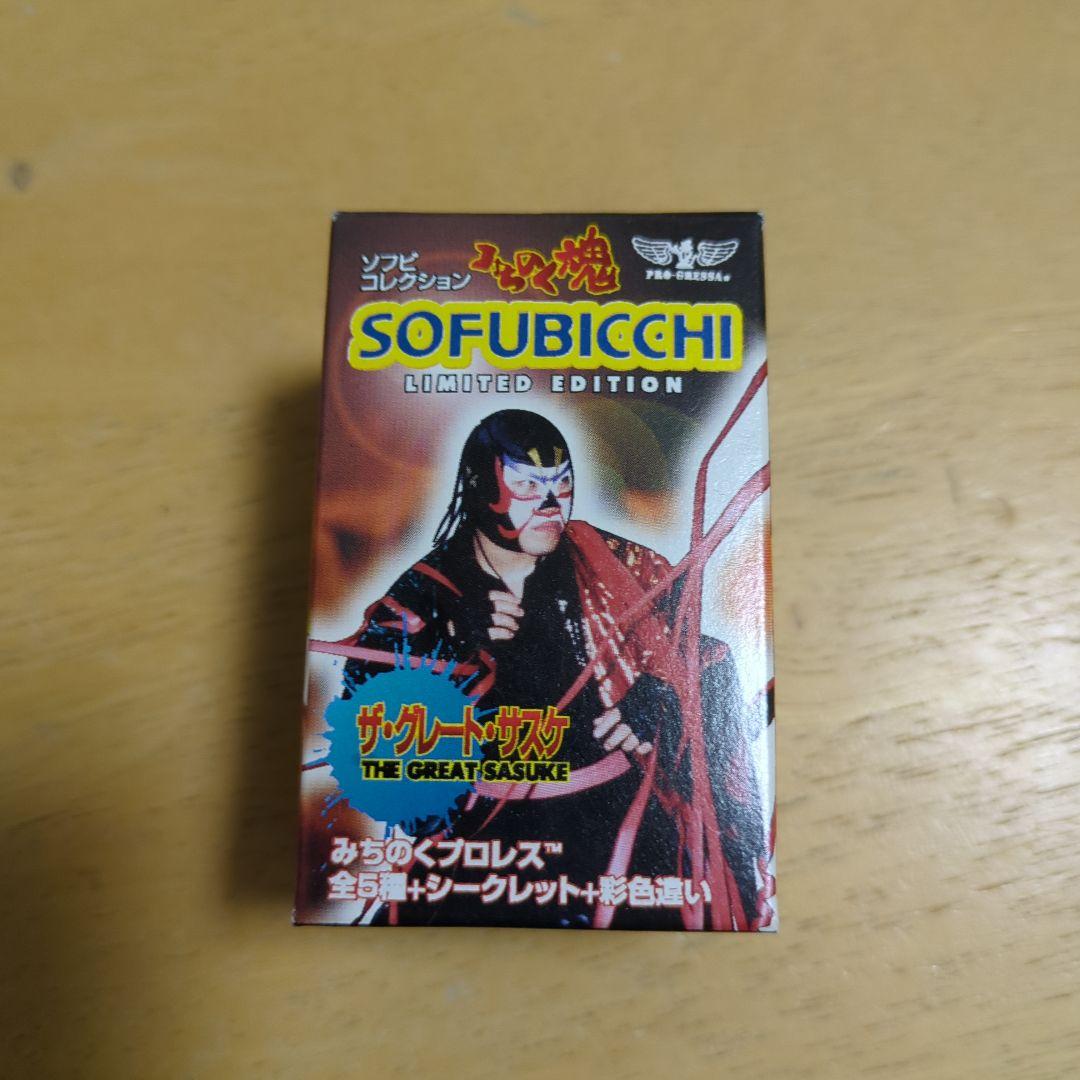 ソフビ
コレクション
みちのく魂
PRO-GRESSA
SOFUBICCHI
LIMITED EDITION
ザ・グレート・サスケ
THE GREAT SASUKE
みちのくプロレス™
全5種+シークレット+彩色違い